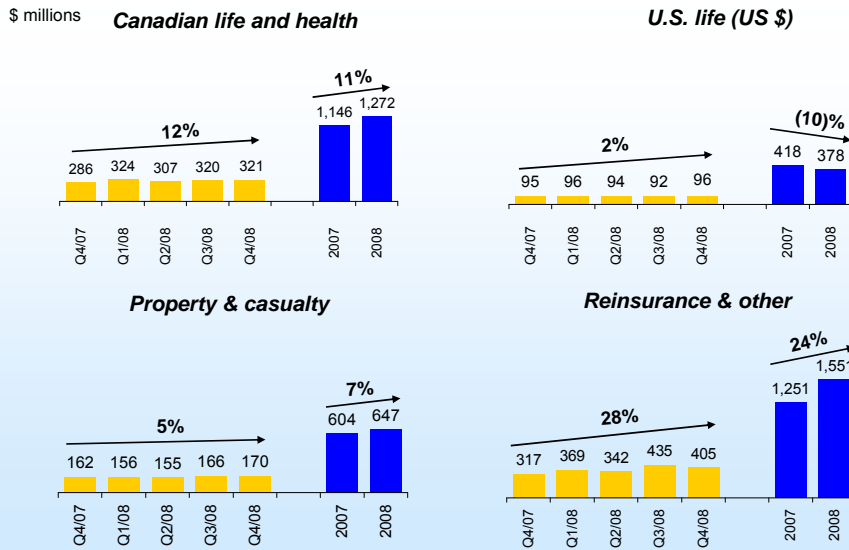 $ millions
Canadian life and health
11%
1,272
1,146
12%
286 324 307 320 321
Q4/07 Q1/08 Q2/08 Q3/08 Q4/08 2007 2008
U.S. life (US $)
(10)%
418 378
2%
95 96 94 92 96
Q4/07 Q1/08 Q2/08 Q3/08 Q4/08 2007 2008
Property & casualty
7%
604 647
5%
162 156 155 166 170
Q4/07 Q1/08 Q2/08 Q3/08 Q4/08 2007 2008
Reinsurance & other
24%
1,551
1,251
28%
317 369 342 435 405
Q4/07 Q1/08 Q2/08 Q3/08 Q4/08 2007 2008